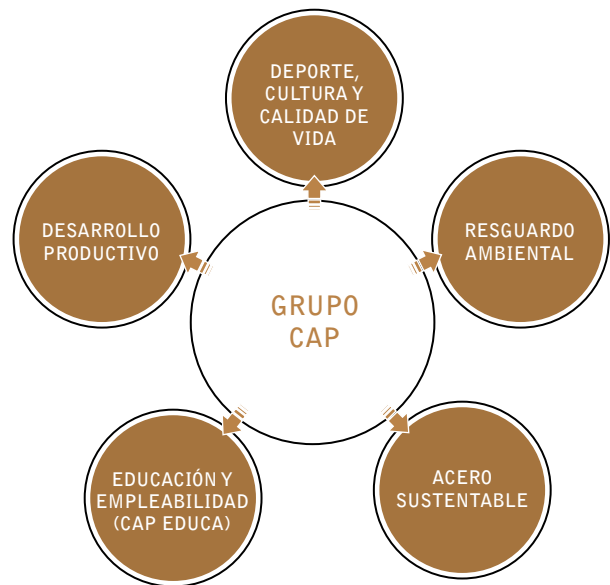 DEPORTE,
CULTURA Y
CALIDAD DE
VIDA
DESARROLLO
PRODUCTIVO
RESGUARDO
AMBIENTAL
GRUPO
CAP
EDUCACIÓN Y
EMPLEABILIDAD
(CAP EDUCA)
ACERO
SUSTENTABLE